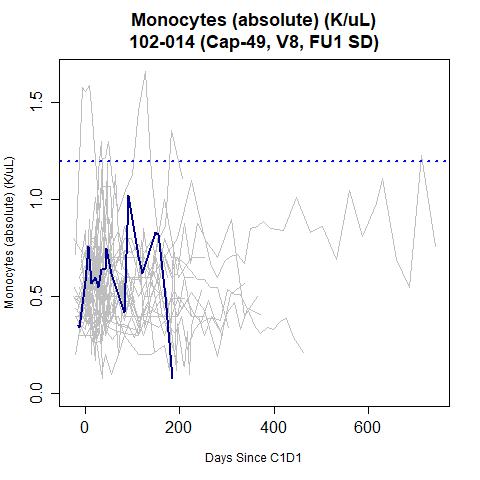 Monocytes (absolute) (K/uL)
102-014 (Cap-49, V8, FU1 SD)
Monocytes (absolute) (K/uL)
1.5
1.0
0.5
0.0
0 200 400 600
Days Since C1D1